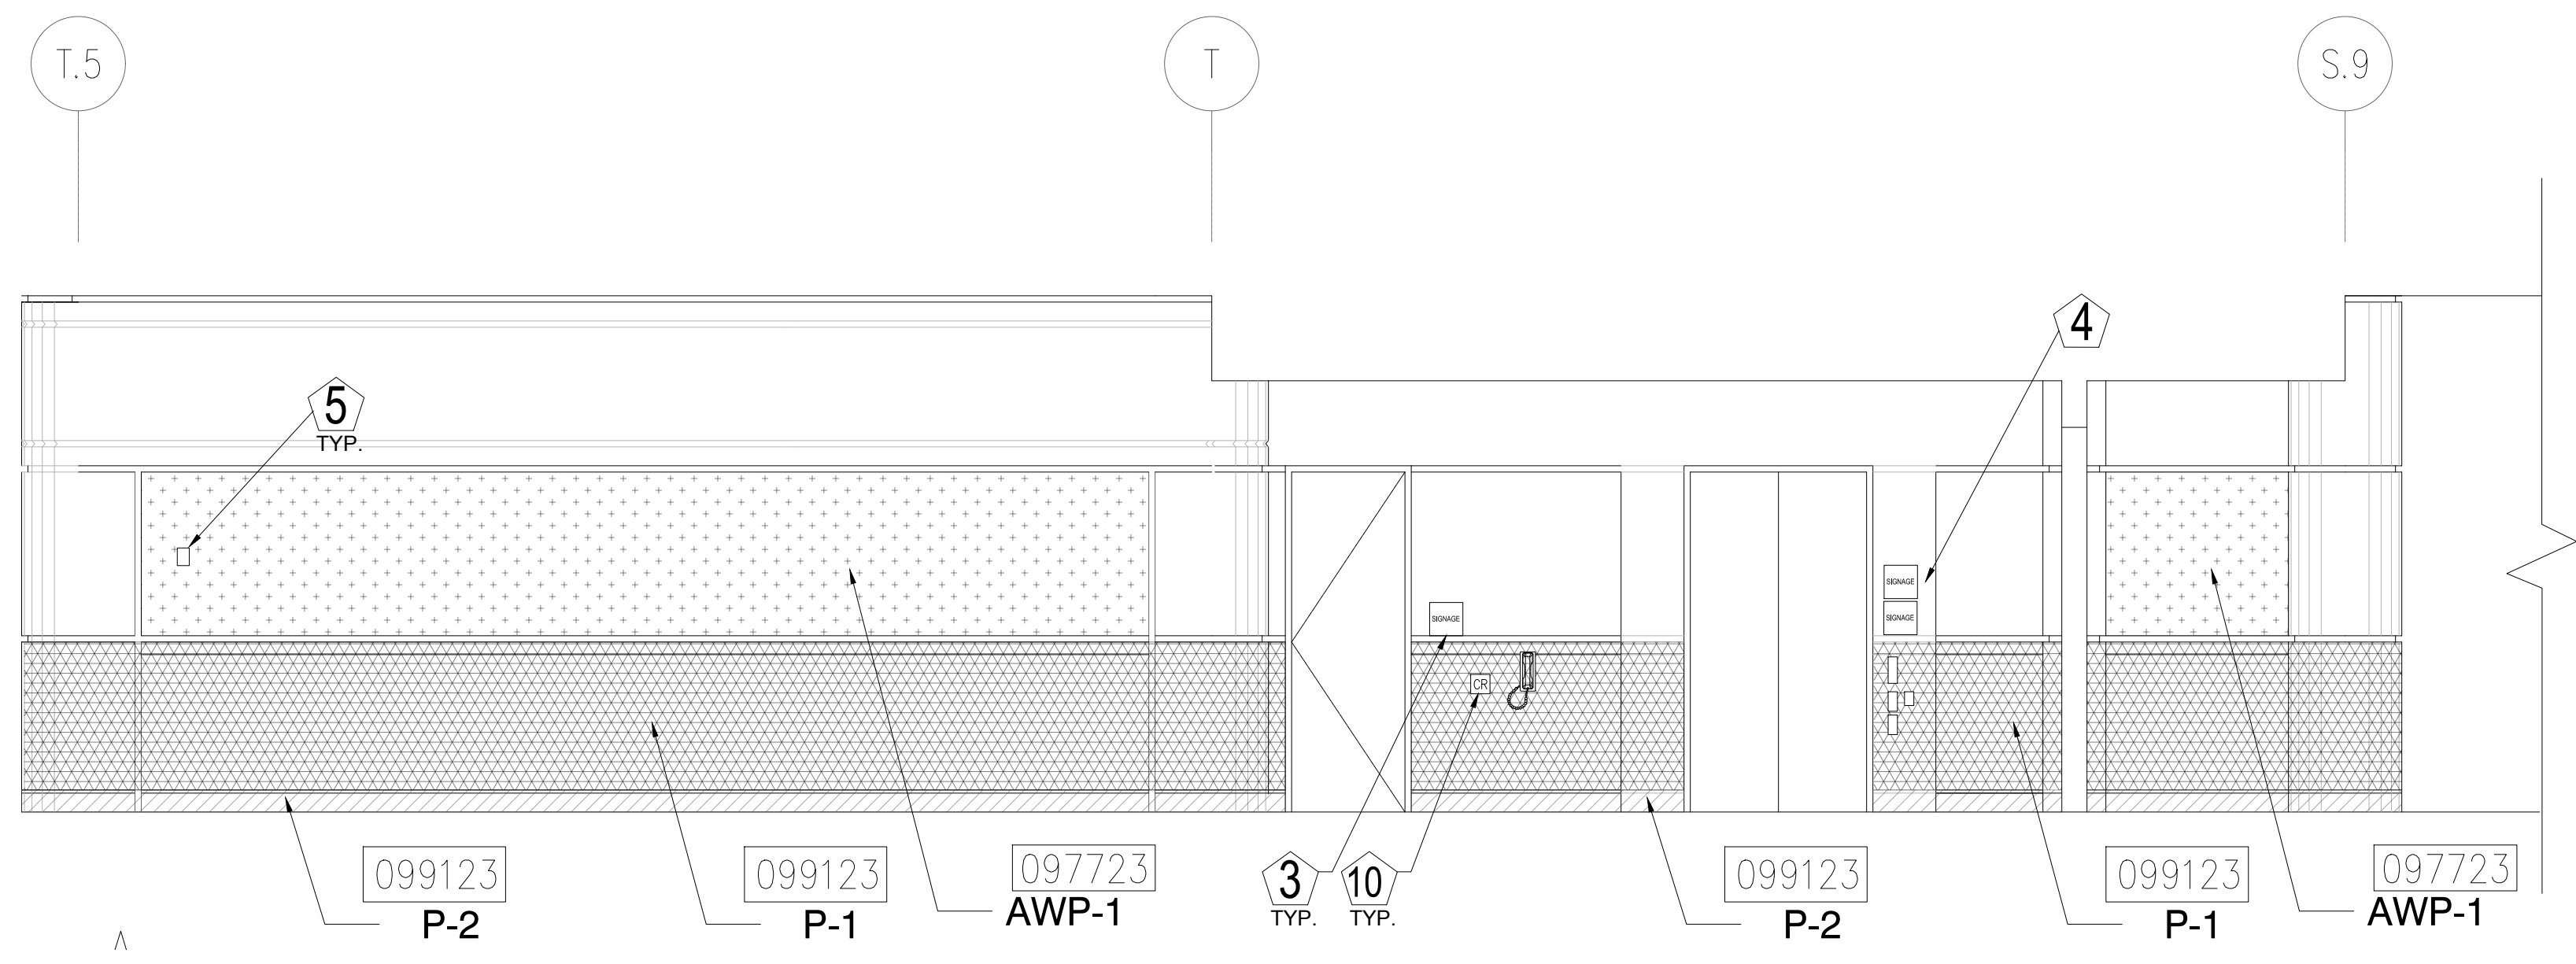 T.5
T
S.9
4
5
TYP.
SIGNAGE
SIGNAGE
SIGNAGE
CR
099123
P-2
099123
P-1
097723
AWP-1
3
TYP.
10
TYP.
099123
P-2
099123
P-1
097723
AWP-1